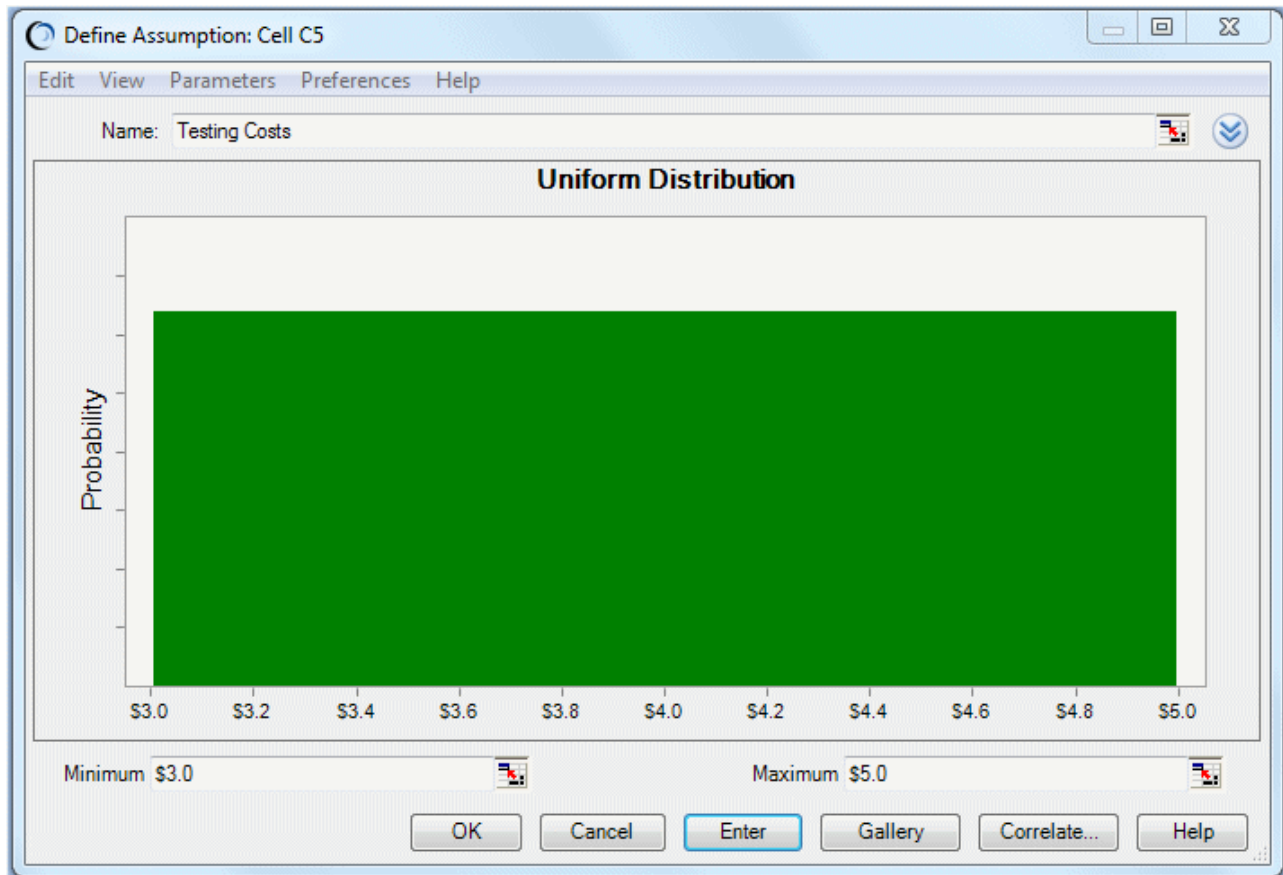 Define Assumption: Cell C5
Edit View Parameters Preferences Help
Name: Testing Costs
Uniform Distribution
Probability
$3.0 $3.2 $3.4 $3.6 $3.8 $4.0 $4.2 $4.4 $4.6 $4.8 $5.0
Minimum $3.0 Maximum $5.0
OK Cancel Enter Gallery Correlate... Help